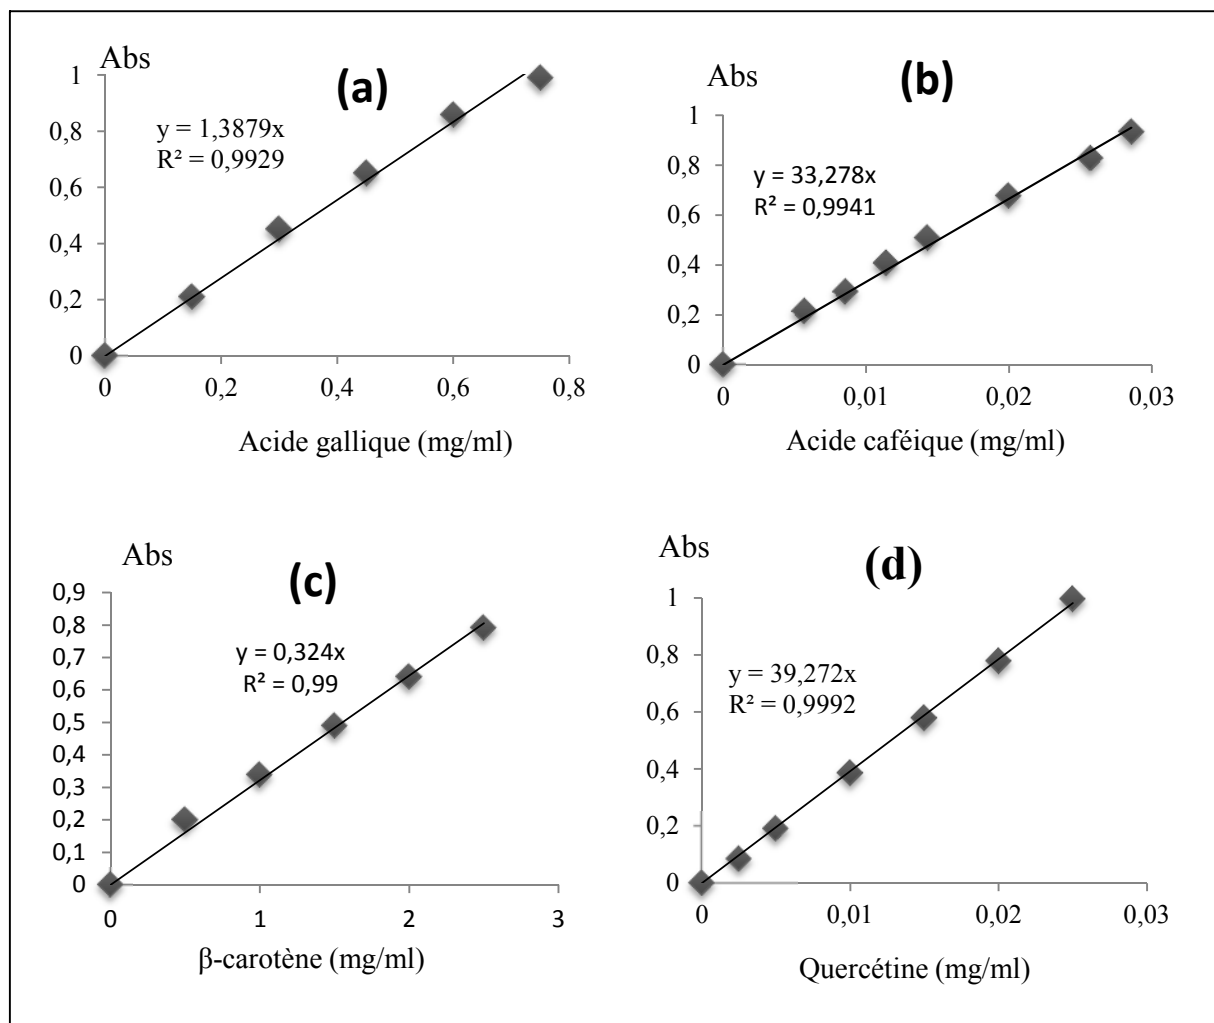 Abs
(a)
1
y = 1,3879x
R² = 0,9929
0,8
0,6
0,4
0,2
0
0 0,2 0,4 0,6 0,8
Acide gallique (mg/ml)
Abs
(b)
1
0,8
y = 33,278x
R² = 0,9941
0,6
0,4
0,2
0
0 0,01 0,02 0,03
Acide caféique (mg/ml)
Abs
(c)
0,9
0,8
0,7
y = 0,324x
R² = 0,99
0,6
0,5
0,4
0,3
0,2
0,1
0
0 1 2 3
β-carotène (mg/ml)
Abs
(d)
1
0,8
y = 39,272x
R² = 0,9992
0,6
0,4
0,2
0
0 0,01 0,02 0,03
Quercétine (mg/ml)